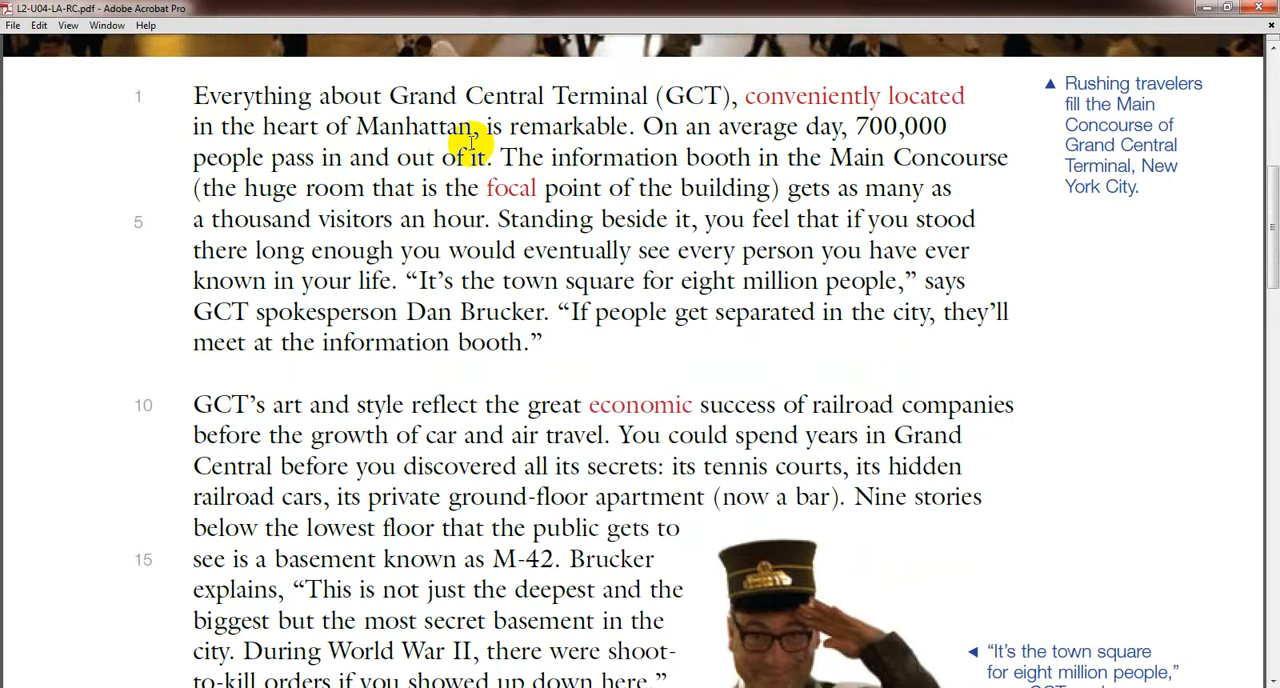 L2-U04-LA-RC.pdf - Adobe Acrobat Pro
File Edit View Window Help
1 Everything about Grand Central Terminal (GCT), conveniently located
in the heart of Manhattan, is remarkable. On an average day, 700,000
people pass in and out of it. The information booth in the Main Concourse
(the huge room that is the focal point of the building) gets as many as
5 a thousand visitors an hour. Standing beside it, you feel that if you stood
there long enough you would eventually see every person you have ever
known in your life. “It’s the town square for eight million people,” says
GCT spokesperson Dan Brucker. “If people get separated in the city, they’ll
meet at the information booth.”
▲ Rushing travelers
fill the Main
Concourse of
Grand Central
Terminal, New
York City.
10 GCT’s art and style reflect the great economic success of railroad companies
before the growth of car and air travel. You could spend years in Grand
Central before you discovered all its secrets: its tennis courts, its hidden
railroad cars, its private ground-floor apartment (now a bar). Nine stories
below the lowest floor that the public gets to
15 see is a basement known as M-42. Brucker
explains, “This is not just the deepest and the
biggest but the most secret basement in the
city. During World War II, there were shoot-
to-kill orders if you showed up down here.”
◀ “It’s the town square
for eight million people,”